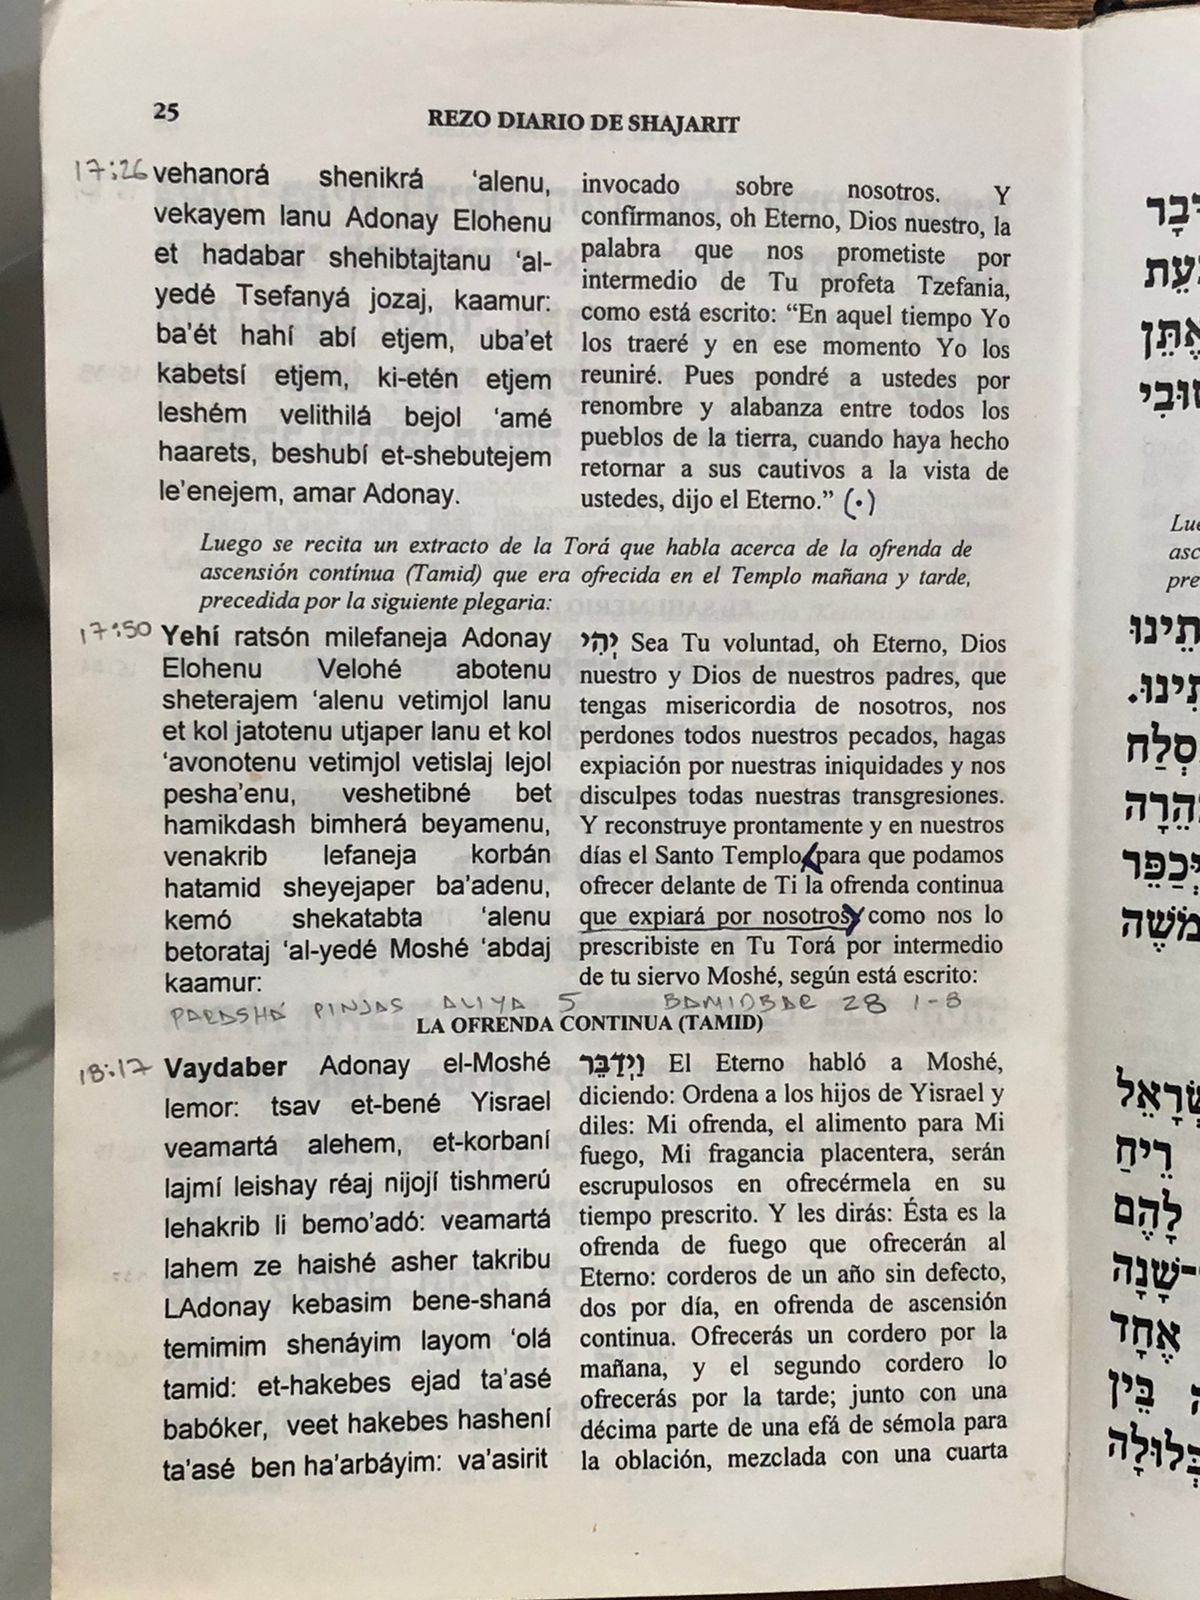 25
REZO DIARIO DE SHAJARIT
17:26
vehanorá shenikrá ‘alenu,
vekayem lanu Adonay Elohenu
et hadabar shehibtajtanu ‘al-
yedé Tsefanyá jozaj, kaamur:
ba’ét hahí abí etjem, uba’et
kabetsí etjem, ki-etén etjem
leshém velithilá bejol ‘amé
haarets, beshubí et-shebutejem
le’enejem, amar Adonay.
invocado sobre nosotros. Y
confírmanos, oh Eterno, Dios nuestro, la
palabra que nos prometiste por
intermedio de Tu profeta Tzefania,
como está escrito: “En aquel tiempo Yo
los traeré y en ese momento Yo los
reuniré. Pues pondré a ustedes por
renombre y alabanza entre todos los
pueblos de la tierra, cuando haya hecho
retornar a sus cautivos a la vista de
ustedes, dijo el Eterno.” (·)
Luego se recita un extracto de la Torá que habla acerca de la ofrenda de
ascensión contínua (Tamid) que era ofrecida en el Templo mañana y tarde,
precedida por la siguiente plegaria:
17:50
Yehí ratsón milefaneja Adonay
Elohenu Velohé abotenu
sheterajem ‘alenu vetimjol lanu
et kol jatotenu utjaper lanu et kol
‘avonotenu vetimjol vetislaj lejol
pesha’enu, veshetibné bet
hamikdash bimherá beyamenu,
venakrib lefaneja korbán
hatamid sheyejaper ba’adenu,
kemó shekatabta ‘alenu
betorataj ‘al-yedé Moshé ‘abdaj
kaamur:
יְהִי Sea Tu voluntad, oh Eterno, Dios
nuestro y Dios de nuestros padres, que
tengas misericordia de nosotros, nos
perdones todos nuestros pecados, hagas
expiación por nuestras iniquidades y nos
disculpes todas nuestras transgresiones.
Y reconstruye prontamente y en nuestros
días el Santo Templo, para que podamos
ofrecer delante de Ti la ofrenda continua
que expiará por nosotros, como nos lo
prescribiste en Tu Torá por intermedio
de tu siervo Moshé, según está escrito:
PARASHÁ PINJAS ALIYA 5 BAMIDBAR 28 1-8
LA OFRENDA CONTINUA (TAMID)
18:17
Vaydaber Adonay el-Moshé
lemor: tsav et-bené Yisrael
veamartá alehem, et-korbaní
lajmí leishay réaj nijojí tishmerú
lehakrib li bemo’adó: veamartá
lahem ze haishé asher takribu
LAdonay kebasim bene-shaná
temimim shenáyim layom ‘olá
tamid: et-hakebes ejad ta’asé
babóker, veet hakebes hashení
ta’asé ben ha’arbáyim: va’asirit
וַיְדַבֵּר El Eterno habló a Moshé,
diciendo: Ordena a los hijos de Yisrael y
diles: Mi ofrenda, el alimento para Mi
fuego, Mi fragancia placentera, serán
escrupulosos en ofrecérmela en su
tiempo prescrito. Y les dirás: Ésta es la
ofrenda de fuego que ofrecerán al
Eterno: corderos de un año sin defecto,
dos por día, en ofrenda de ascensión
continua. Ofrecerás un cordero por la
mañana, y el segundo cordero lo
ofrecerás por la tarde; junto con una
décima parte de una efá de sémola para
la oblación, mezclada con una cuarta
Lue
asc
pre
שָׁנָה
אֶחָד
בֵּין
רֵיחַ
לָהֶם